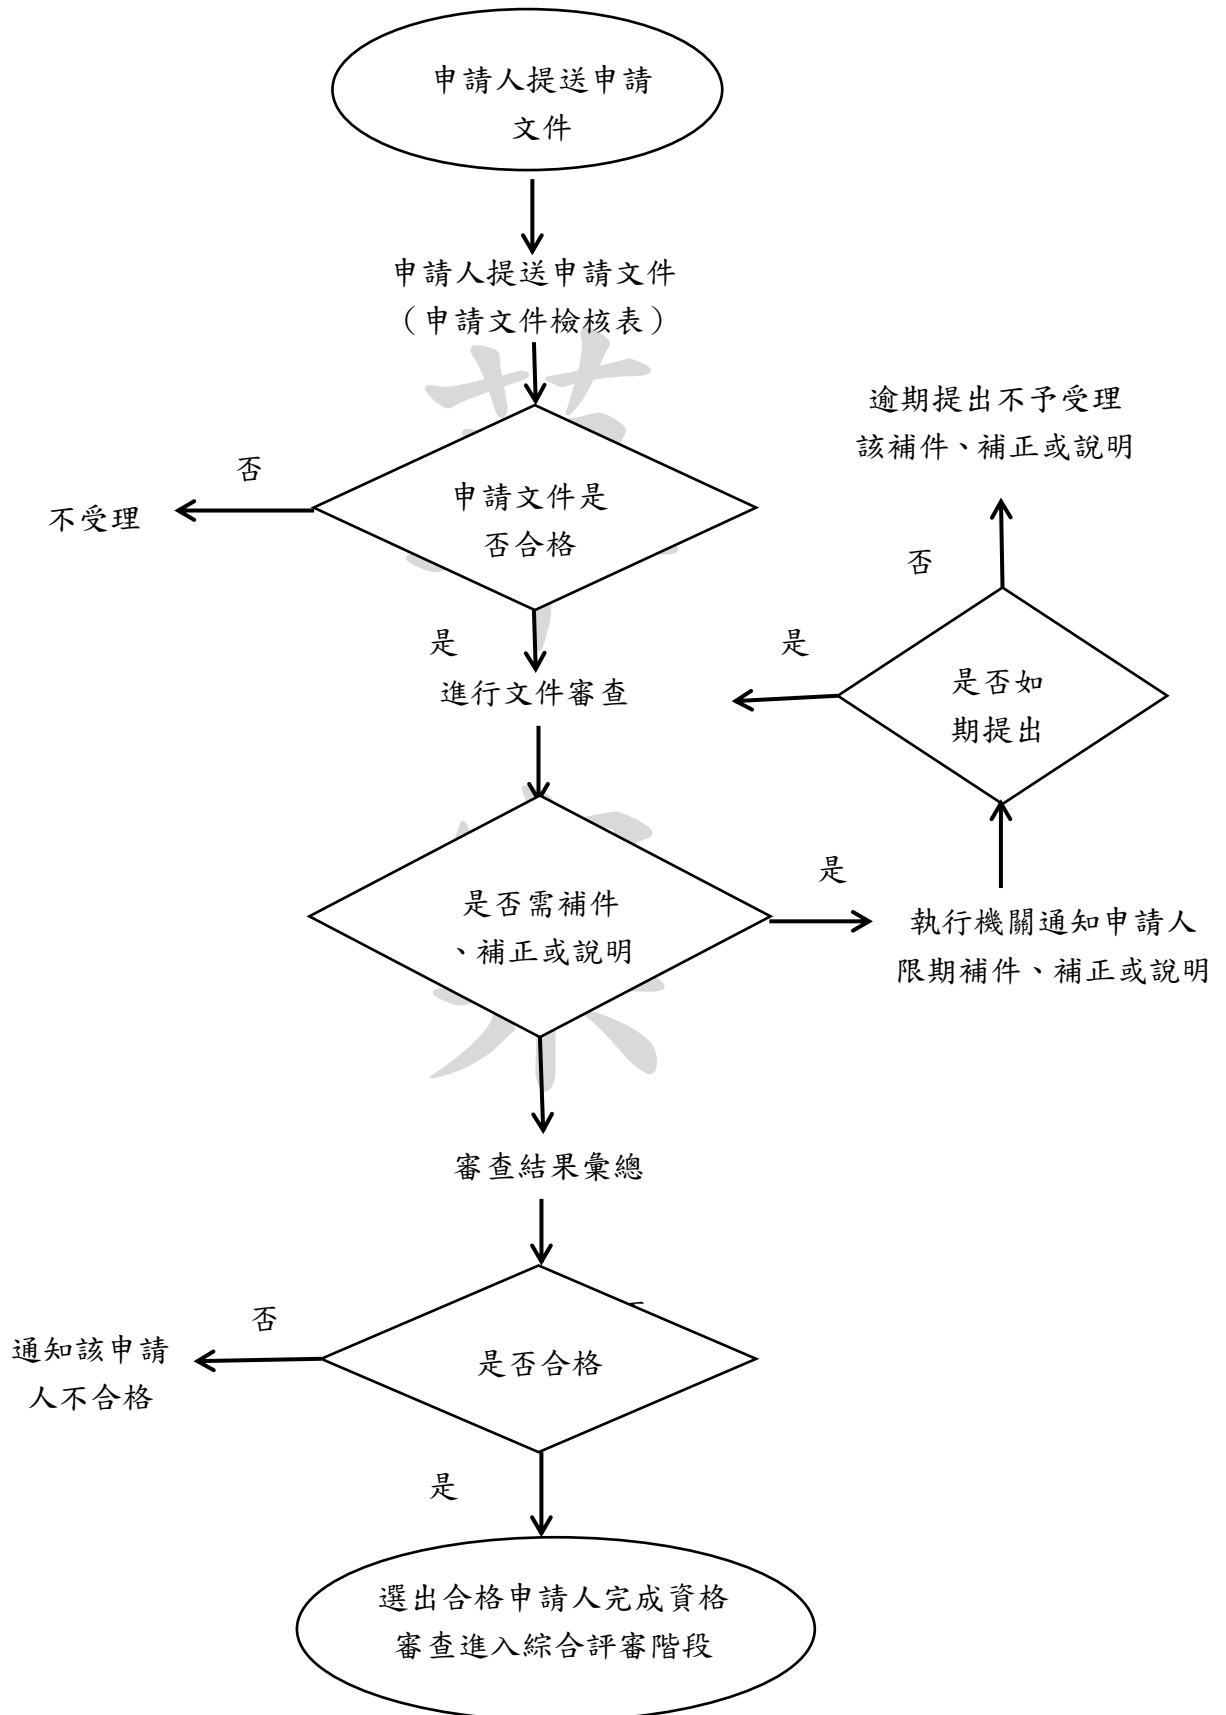 申請人提送申請
文件
申請人提送申請文件
（申請文件檢核表）
逾期提出不予受理
該補件、補正或說明
否
不受理
申請文件是
否合格
否
是
是
進行文件審查
是否如
期提出
是
是否需補件
、補正或說明
執行機關通知申請人
限期補件、補正或說明
審查結果彙總
否
通知該申請
人不合格
是否合格
是
選出合格申請人完成資格
審查進入綜合評審階段